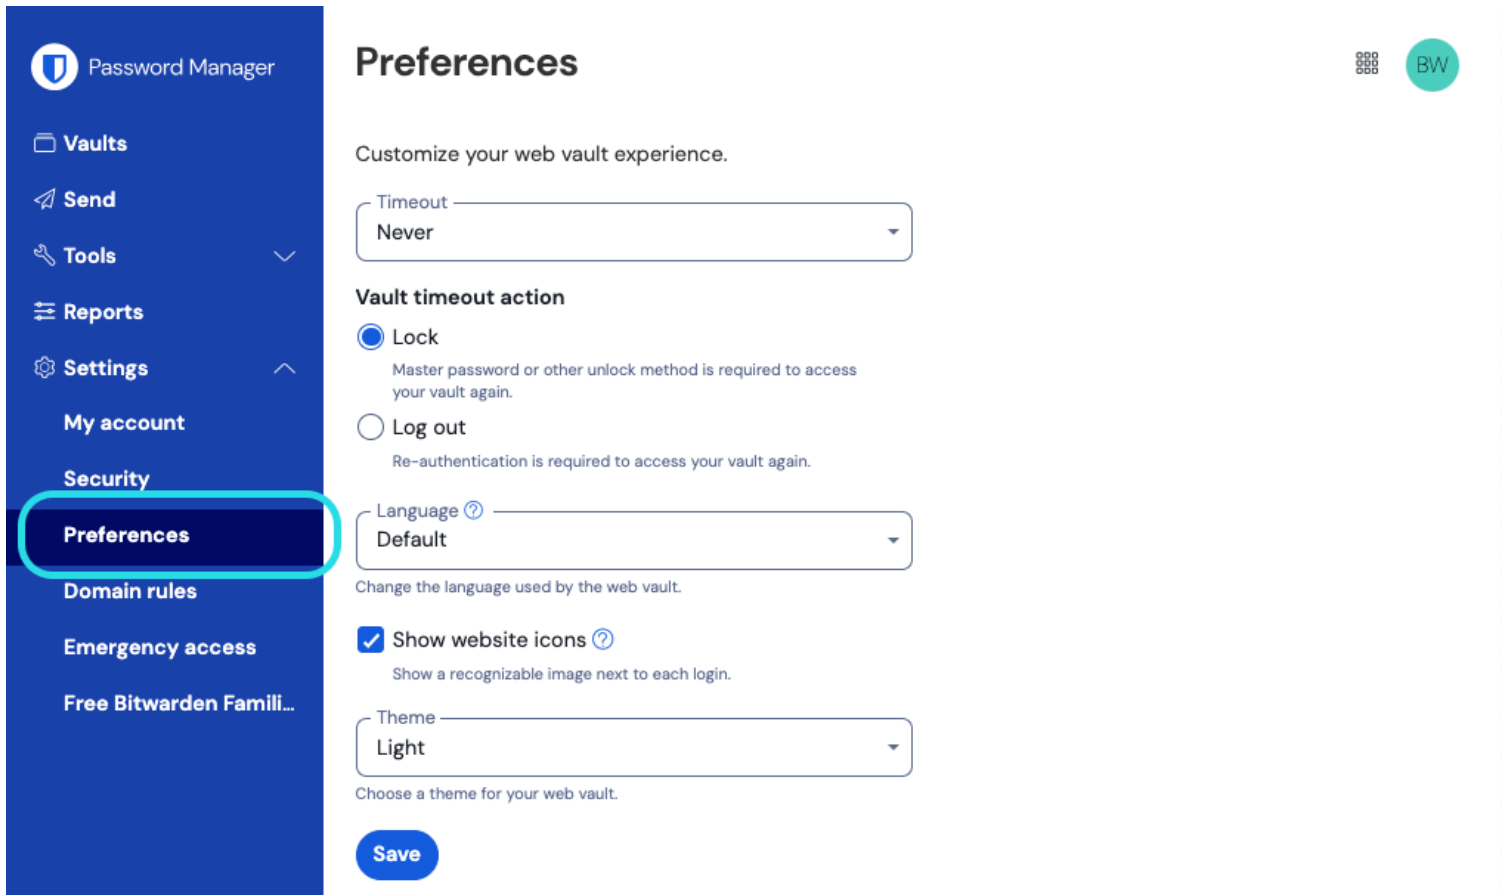 Password Manager
Vaults
Send
Tools
Reports
Settings
My account
Security
Preferences
Domain rules
Emergency access
Free Bitwarden Famili...
Preferences
BW
Customize your web vault experience.
Timeout
Never
Vault timeout action
Lock
Master password or other unlock method is required to access
your vault again.
Log out
Re-authentication is required to access your vault again.
Language
Default
Change the language used by the web vault.
Show website icons
Show a recognizable image next to each login.
Theme
Light
Choose a theme for your web vault.
Save